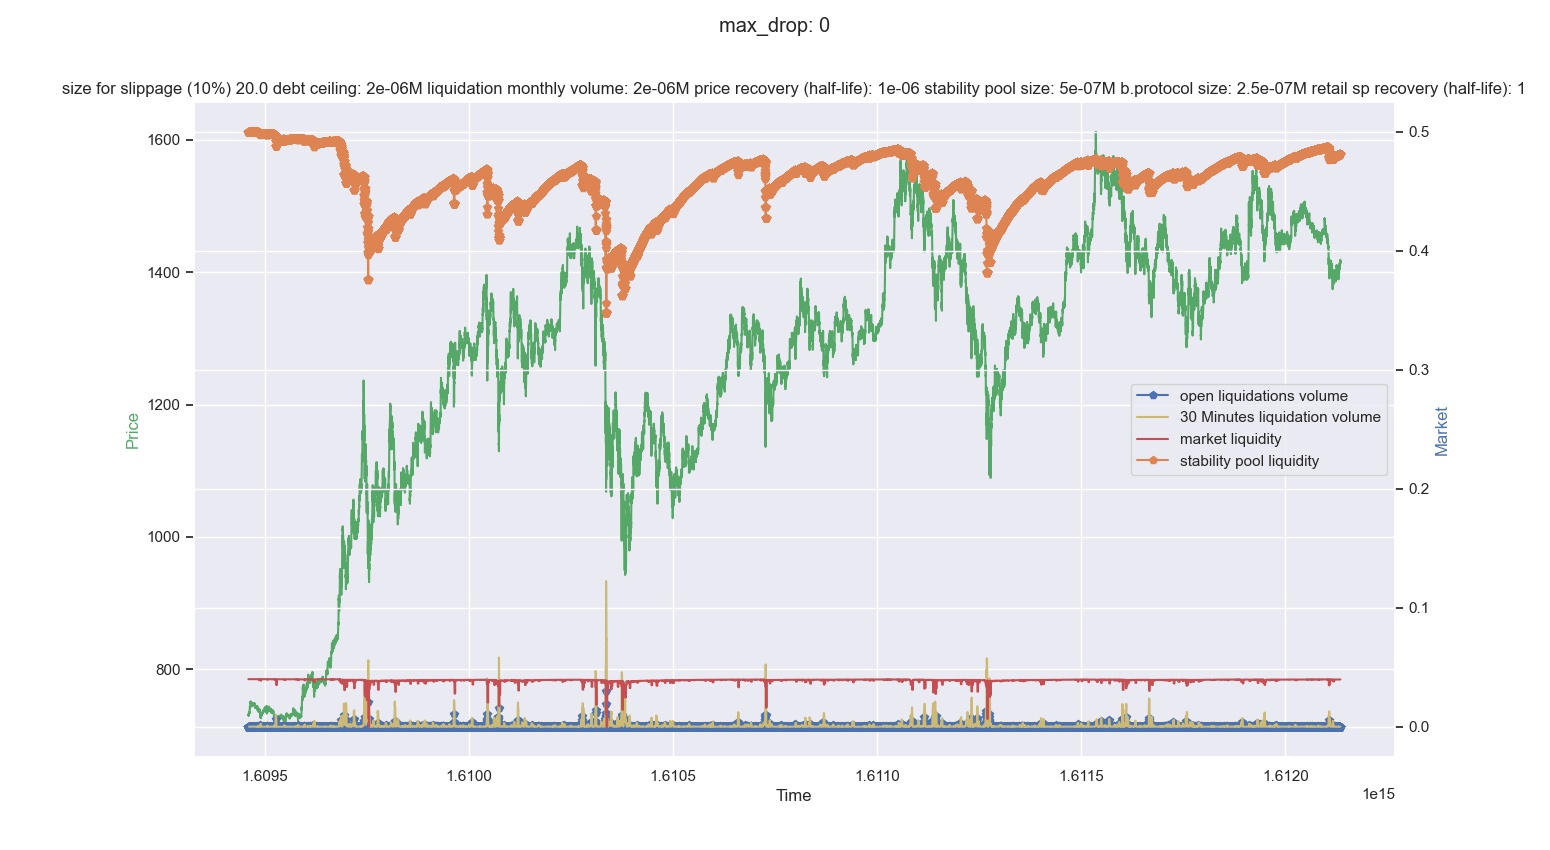 max_drop: 0
size for slippage (10%) 20.0 debt ceiling: 2e-06M liquidation monthly volume: 2e-06M price recovery (half-life): 1e-06 stability pool size: 5e-07M b.protocol size: 2.5e-07M retail sp recovery (half-life): 1
1600
1400
1200
1000
800
Price
0.5
0.4
0.3
0.2
0.1
0.0
Market
open liquidations volume
30 Minutes liquidation volume
market liquidity
stability pool liquidity
1.6095 1.6100 1.6105 1.6110 1.6115 1.6120
Time
1e15